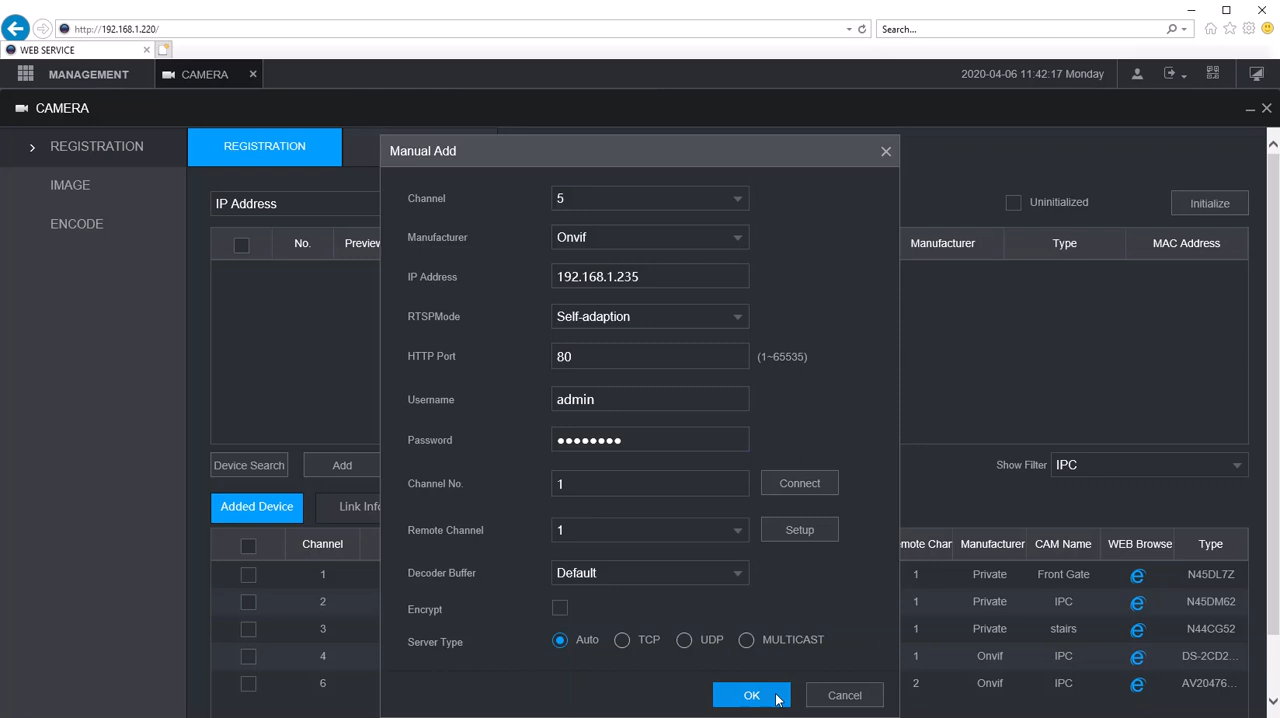 http://192.168.1.220/
Search...
WEB SERVICE
MANAGEMENT
CAMERA
2020-04-06 11:42:17 Monday
CAMERA
REGISTRATION
IMAGE
ENCODE
REGISTRATION
IP Address
Uninitialized
Initialize
No.
Manufacturer
Type
MAC Address
Manual Add
Channel
5
Manufacturer
Onvif
IP Address
192.168.1.235
RTSPMode
Self-adaption
HTTP Port
80
(1~65535)
Username
admin
Password
●●●●●●●●
Channel No.
1
Connect
Remote Channel
1
Setup
Decoder Buffer
Default
Encrypt
Server Type
Auto
TCP
UDP
MULTICAST
OK
Cancel
Device Search
Add
Show Filter
IPC
Added Device
Link
Channel
Manufacturer CAM Name WEB Browse Type
1 1 Private Front Gate N45DL7Z
2 1 Private IPC N45DM62
3 1 Private stairs N44CG52
4 1 Onvif IPC DS-2CD2...
6 2 Onvif IPC AV20476...